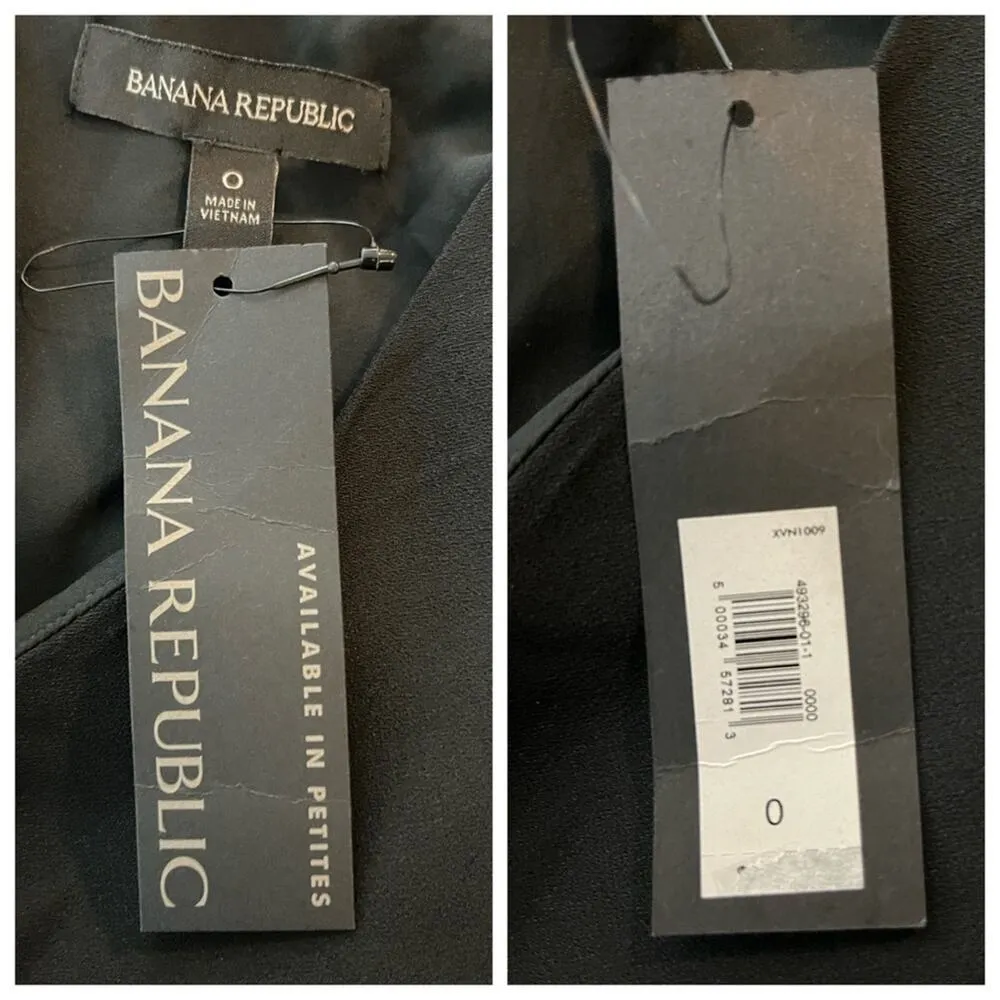 BANANA REPUBLIC
0
MADE IN
VIETNAM
BANANA REPUBLIC
AVAILABLE IN PETITES
XVN1009
493296-01-1 0000
5 00034 57281 3
0